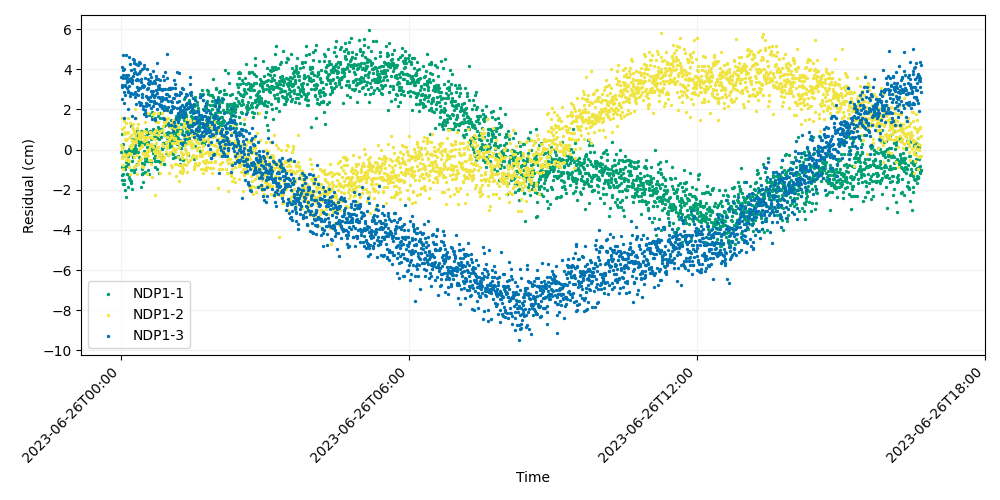 6
4
2
0
−2
−4
−6
−8
−10
Residual (cm)
NDP1-1
NDP1-2
NDP1-3
2023-06-26T00:00
2023-06-26T06:00
2023-06-26T12:00
2023-06-26T18:00
Time